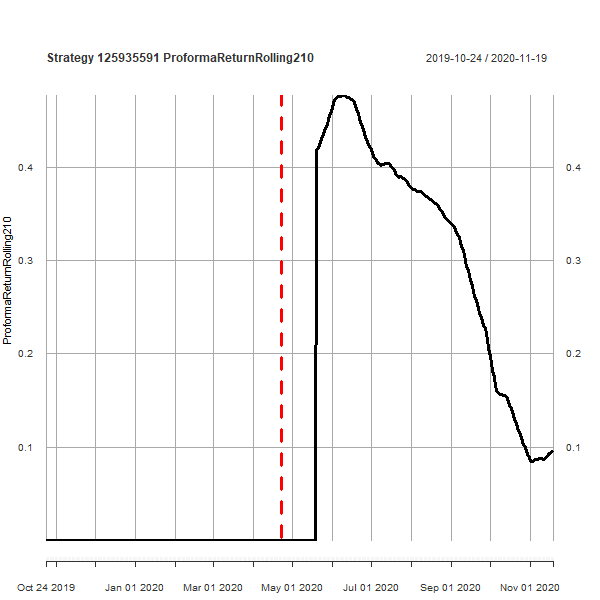 Strategy 125935591 ProformaReturnRolling210
2019-10-24 / 2020-11-19
ProformaReturnRolling210
0.4
0.4
0.3
0.3
0.2
0.2
0.1
0.1
Oct 24 2019
Jan 01 2020
Mar 01 2020
May 01 2020
Jul 01 2020
Sep 01 2020
Nov 01 2020